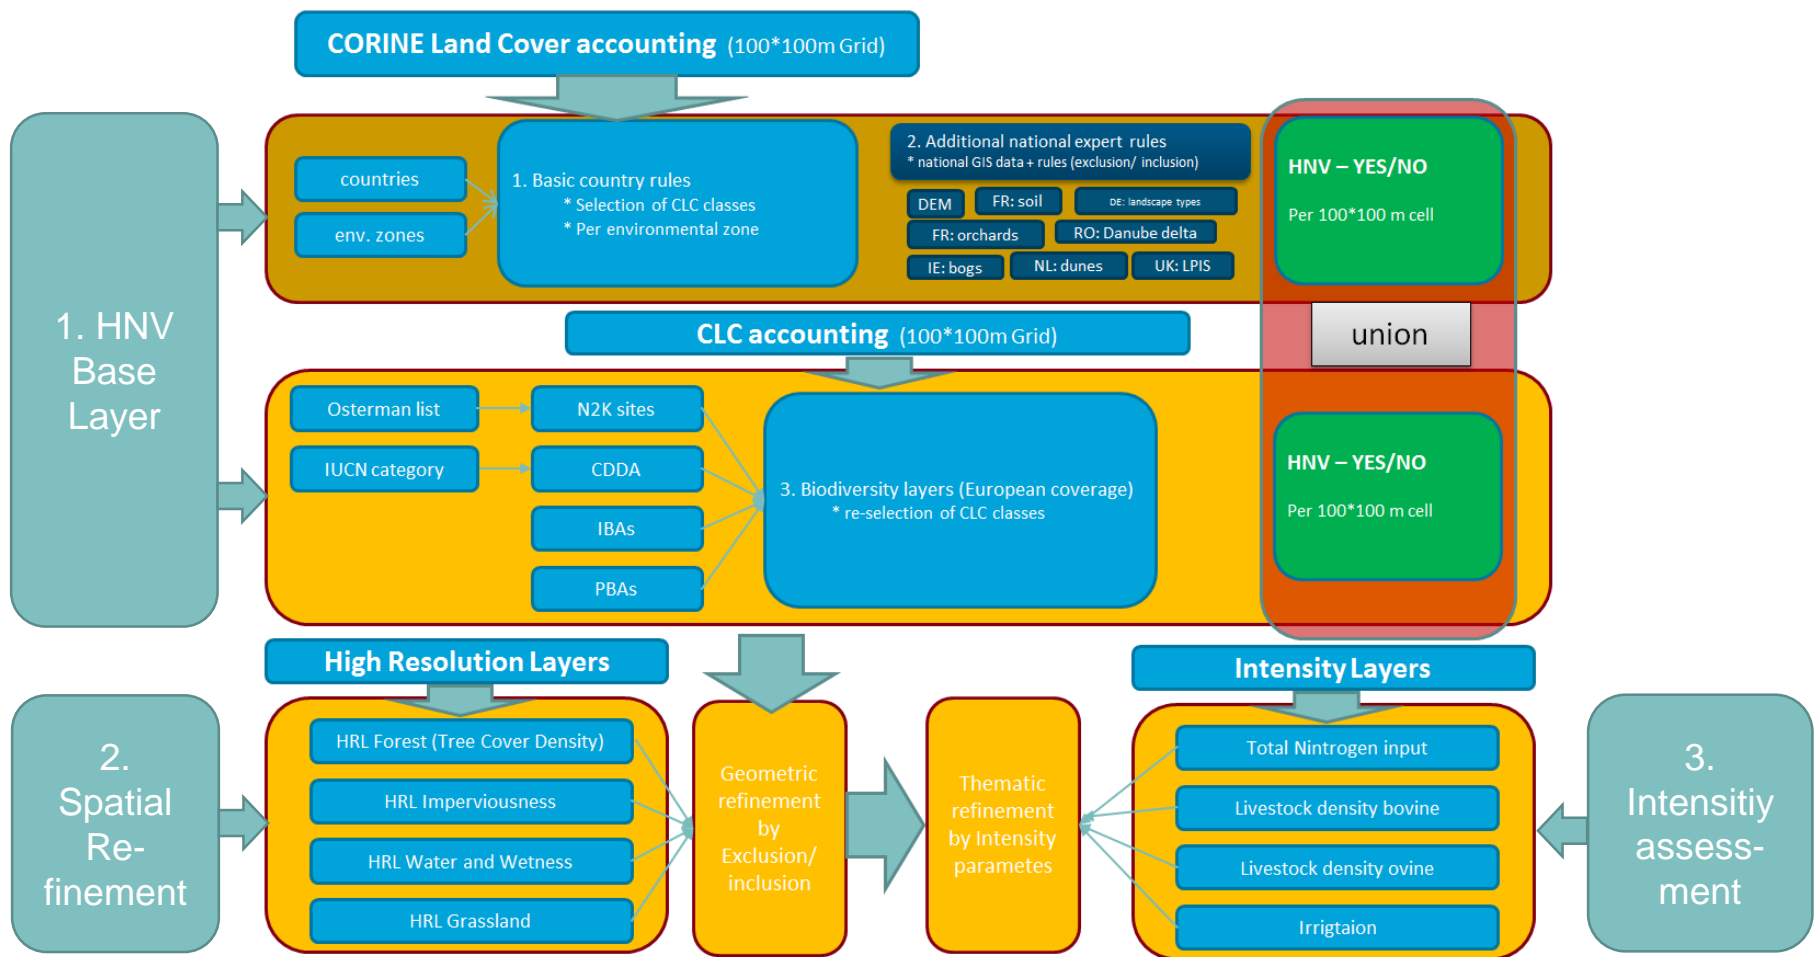 CORINE Land Cover accounting (100*100m Grid)
1. HNV
Base
Layer
countries
env. zones
1. Basic country rules
* Selection of CLC classes
* Per environmental zone
2. Additional national expert rules
* national GIS data + rules (exclusion/ inclusion)
DEM
FR: soil
DE: landscape types
FR: orchards
RO: Danube delta
IE: bogs
NL: dunes
UK: LPIS
HNV – YES/NO
Per 100*100 m cell
union
CLC accounting (100*100m Grid)
Osterman list
N2K sites
IUCN category
CDDA
IBAs
PBAs
3. Biodiversity layers (European coverage)
* re-selection of CLC classes
HNV – YES/NO
Per 100*100 m cell
2.
Spatial
Re-
finement
High Resolution Layers
HRL Forest (Tree Cover Density)
HRL Imperviousness
HRL Water and Wetness
HRL Grassland
Geometric
refinement
by
Exclusion/
inclusion
Thematic
refinement
by Intensity
parametes
Intensity Layers
Total Nintrogen input
Livestock density bovine
Livestock density ovine
Irrigtaion
3.
Intensitiy
assess-
ment